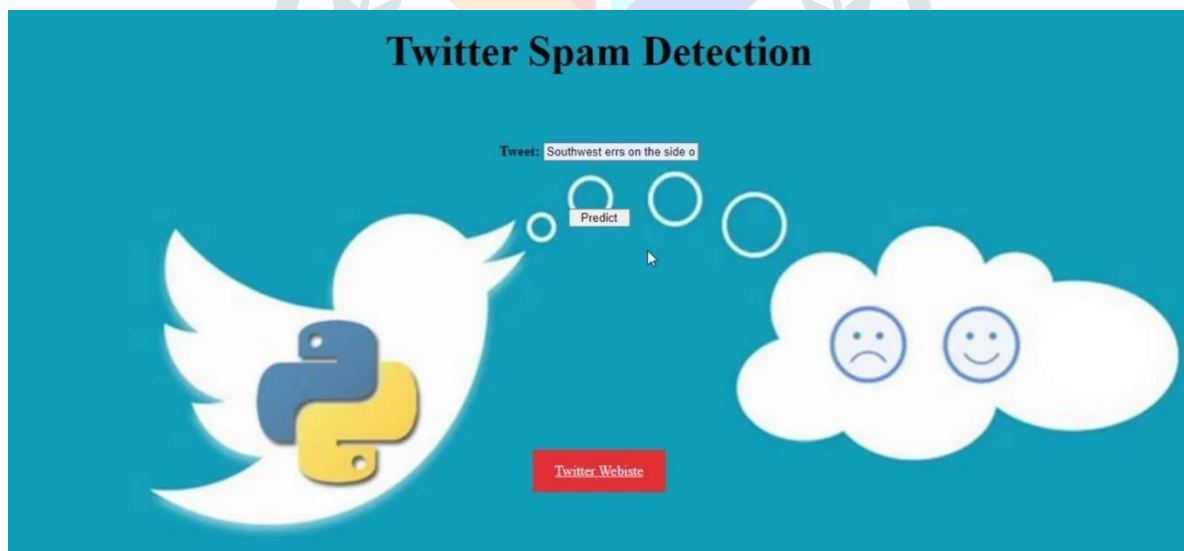 Twitter Spam Detection
Tweet: Southwest errs on the side o
Predict
Twitter Webiste